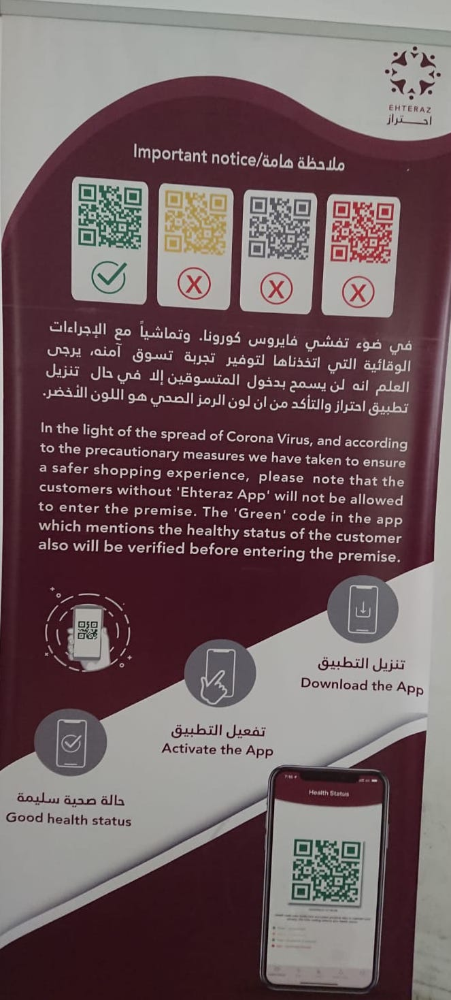 EHTERAZ
احتراز
Important notice/ملاحظة هامة
X
X
X
في ضوء تفشي فايروس كورونا. وتماشياً مع الإجراءات
الوقائية التي اتخذناها لتوفير تجربة تسوق آمنه، يرجى
العلم انه لن يسمح بدخول المتسوقين إلا في حال تنزيل
تطبيق احتراز والتأكد من ان لون الرمز الصحي هو اللون الأخضر.
In the light of the spread of Corona Virus, and according
to the precautionary measures we have taken to ensure
a safer shopping experience, please note that the
customers without 'Ehteraz App' will not be allowed
to enter the premise. The 'Green' code in the app
which mentions the healthy status of the customer
also will be verified before entering the premise.
تنزيل التطبيق
Download the App
تفعيل التطبيق
Activate the App
حالة صحية سليمة
Good health status
7:16
Health Status